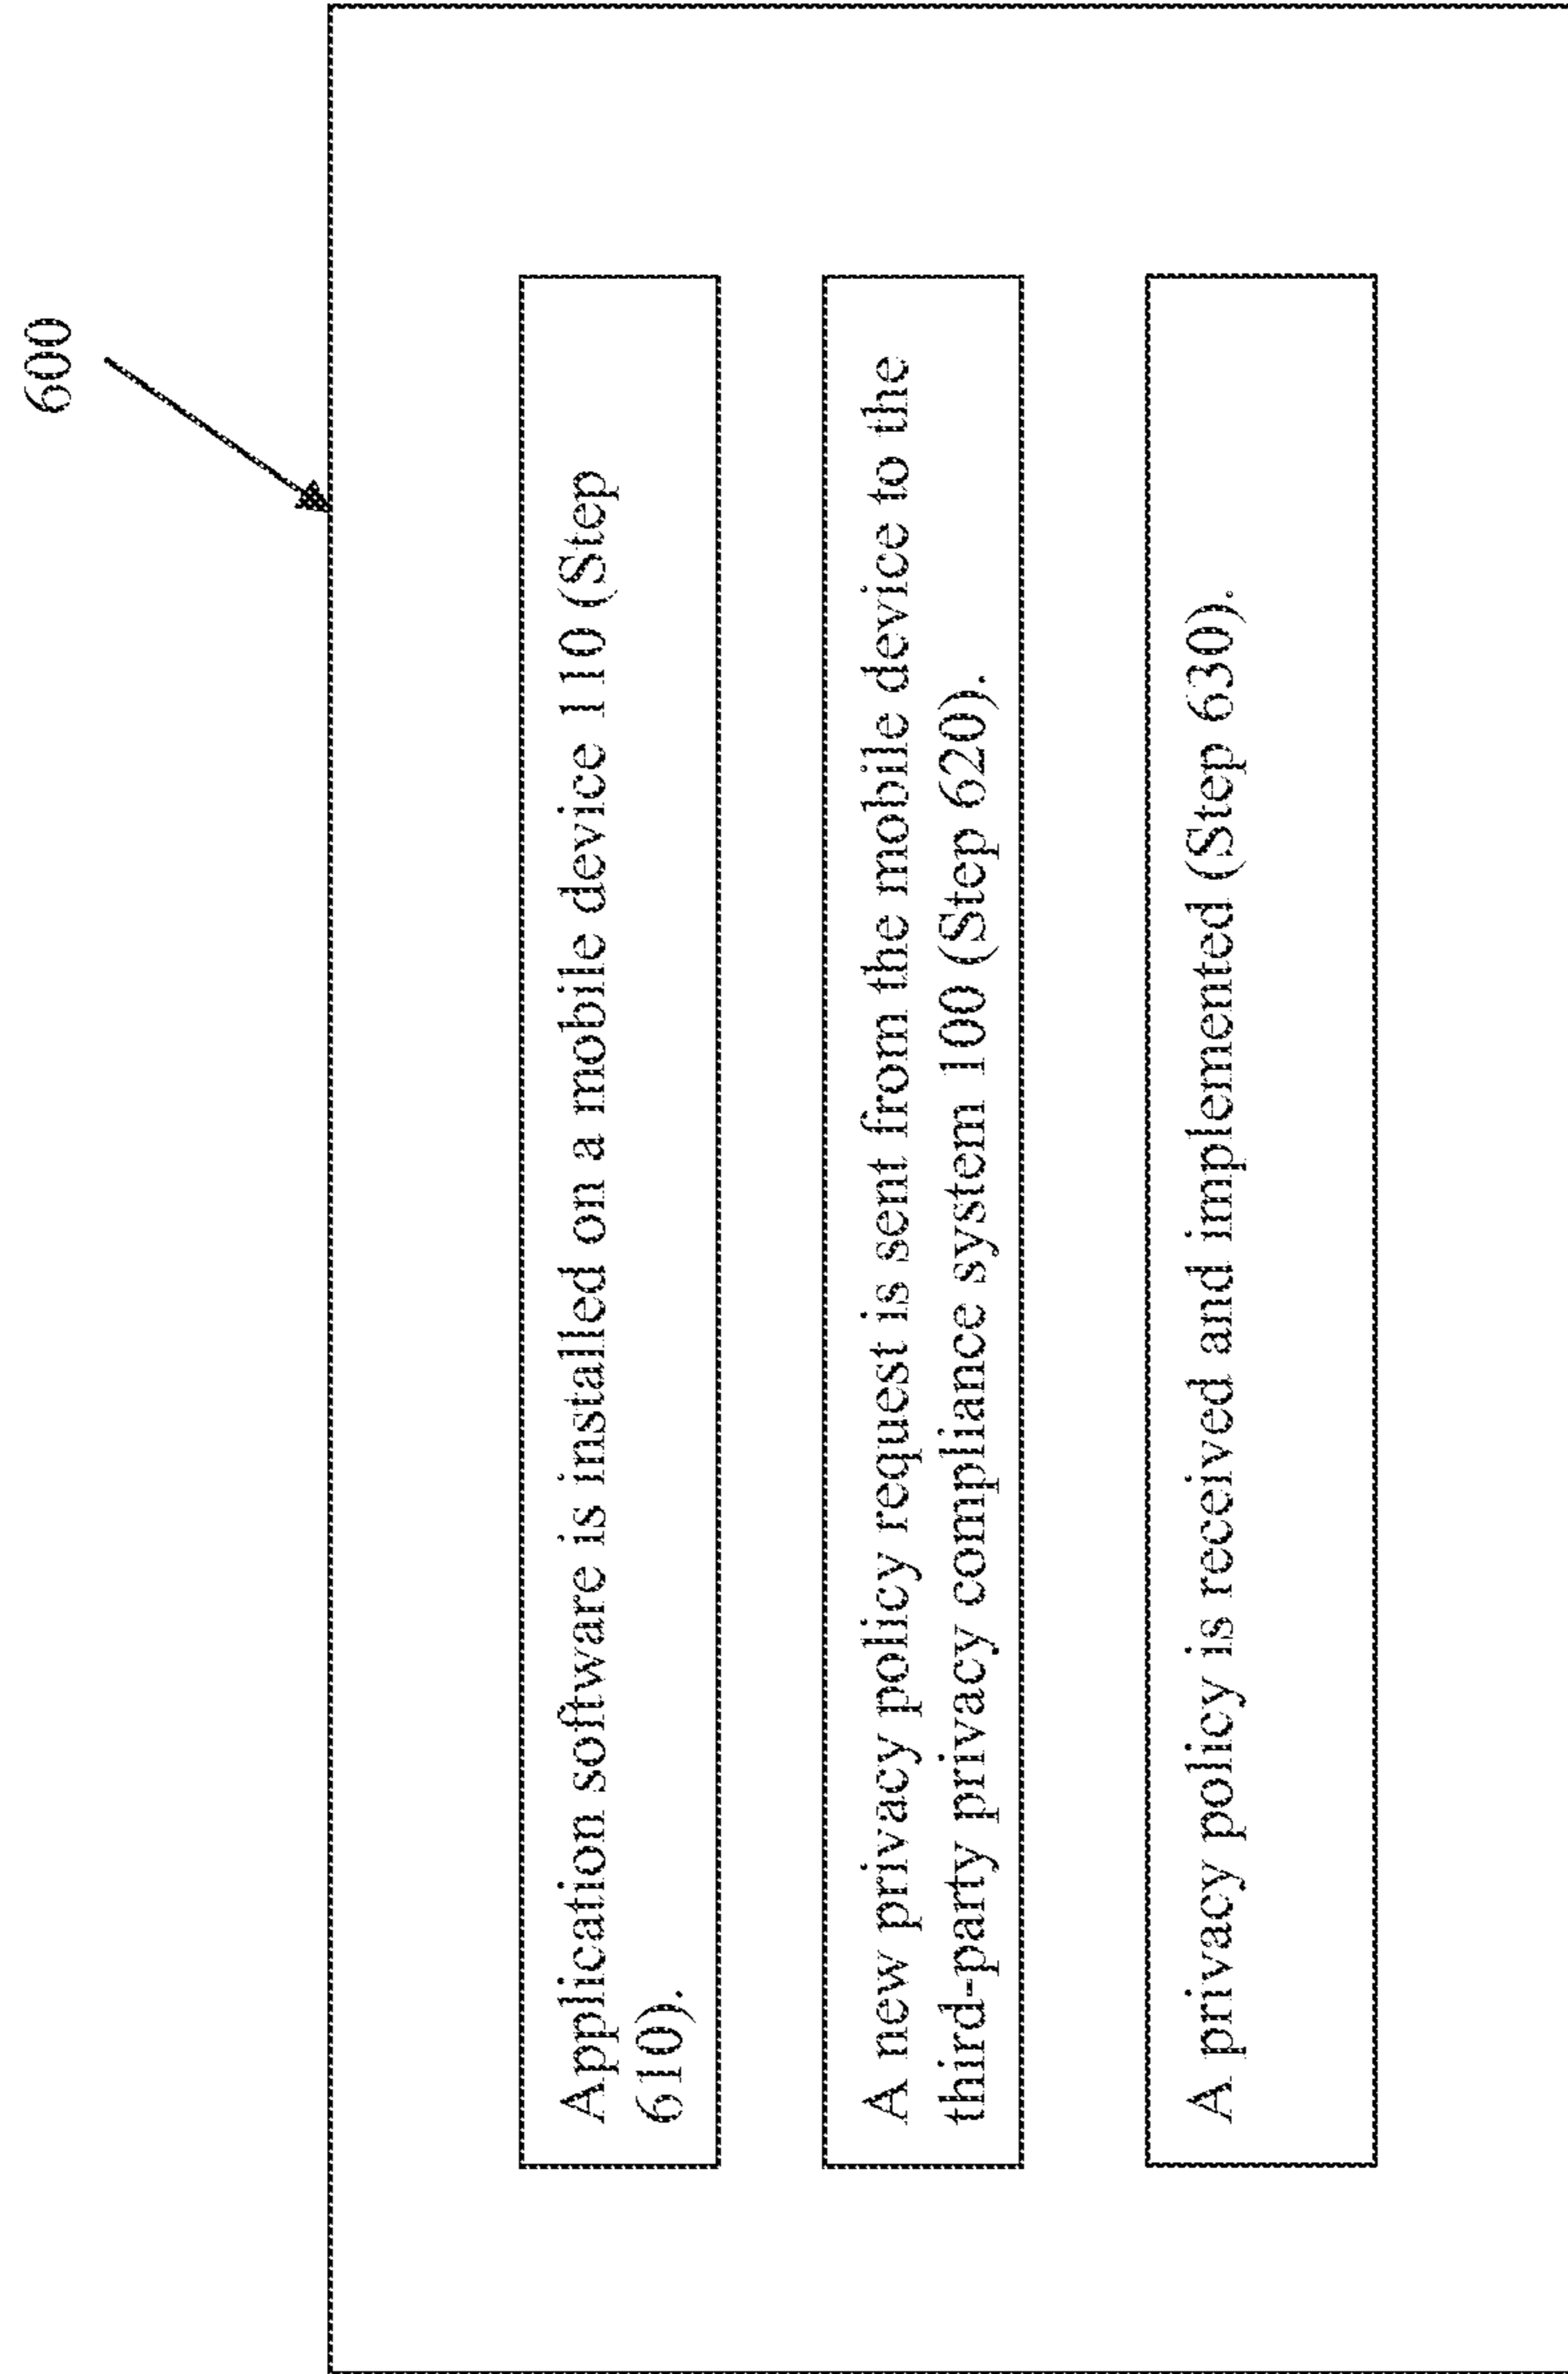 600
Application software is installed on a mobile device 110 (Step
610).
A new privacy policy request is sent from the mobile device to the
third-party privacy compliance system 100 (Step 620).
A privacy policy is received and implemented (Step 630).